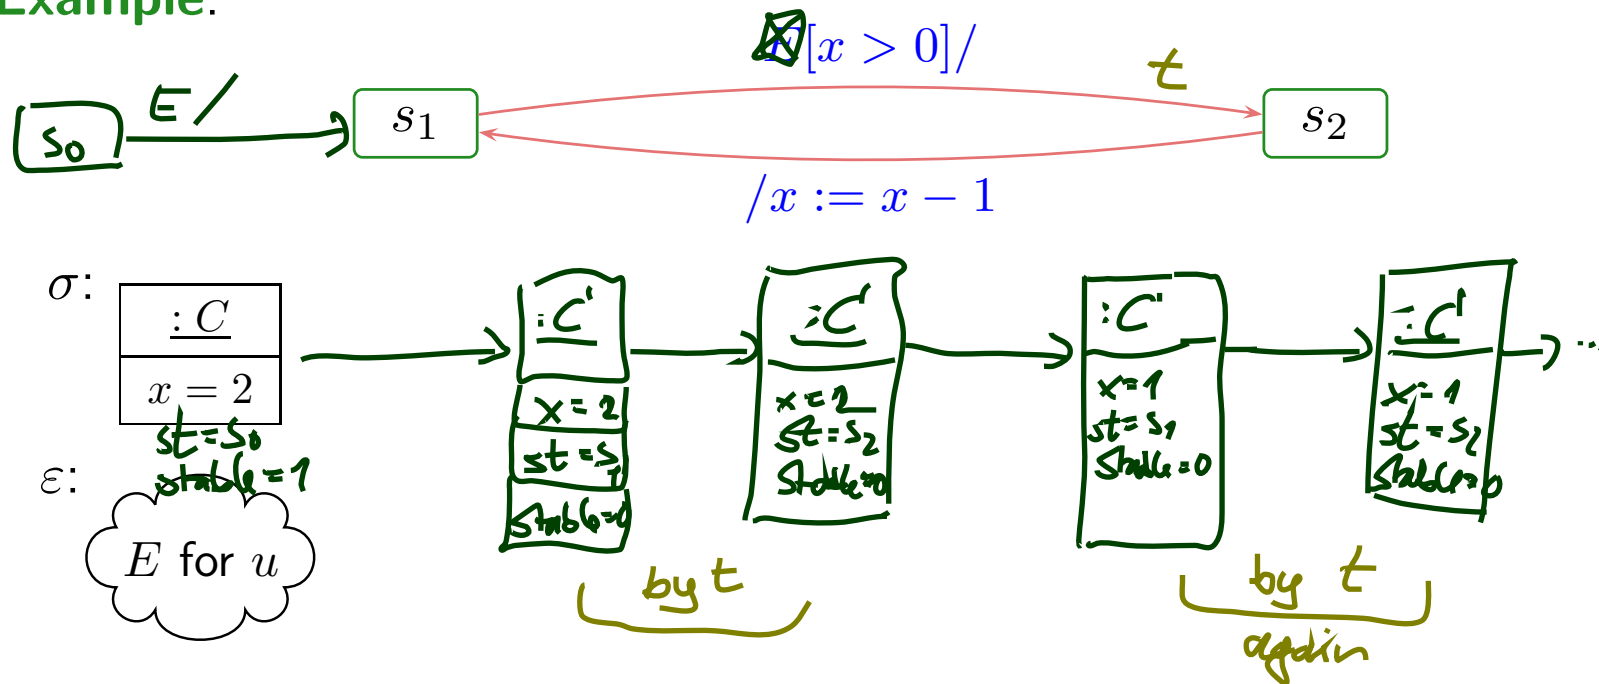 Example:
E/
[x > 0]/
t
s0
s1
s2
/x := x − 1
σ:
: C
x = 2
st=s0
stable=1
ε:
E for u
:C
x=2
st=s1
stable=0
:C
x=2
st=s2
stable=0
:C
x=1
st=s1
stable=0
:C
x=1
st=s2
stable=0
...
by t
by t
again